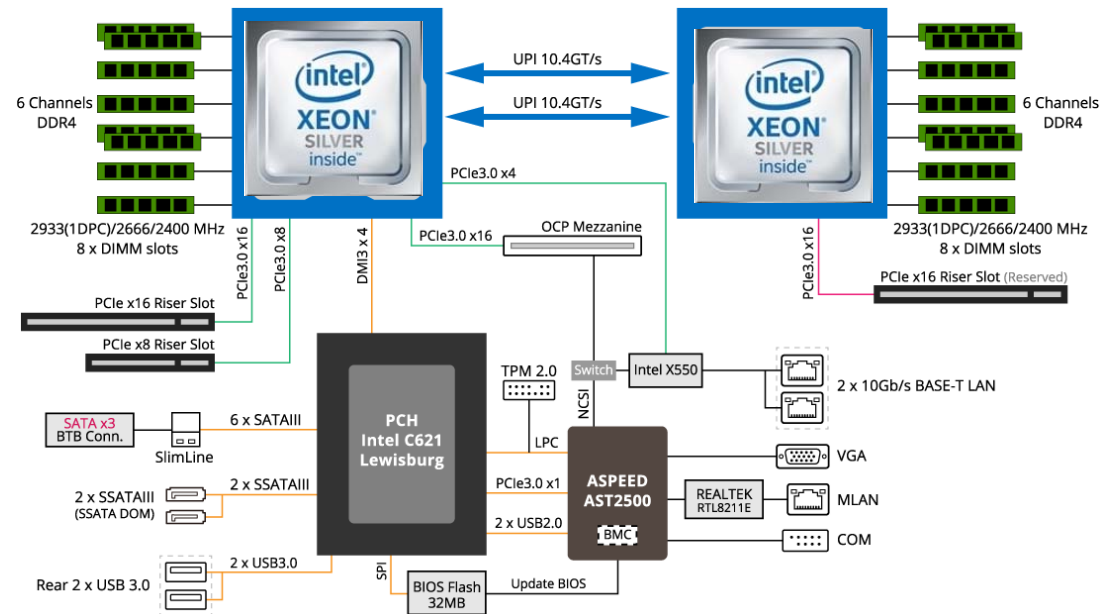 intel
XEON®
SILVER
inside™
UPI 10.4GT/s
UPI 10.4GT/s
intel
XEON®
SILVER
inside™
6 Channels
DDR4
6 Channels
DDR4
2933(1DPC)/2666/2400 MHz
8 x DIMM slots
2933(1DPC)/2666/2400 MHz
8 x DIMM slots
PCIe3.0 x4
PCIe3.0 x16
PCIe3.0 x8
DMI3 x 4
PCIe3.0 x16
OCP Mezzanine
PCIe3.0 x16
PCIe x16 Riser Slot (Reserved)
PCIe x16 Riser Slot
PCIe x8 Riser Slot
TPM 2.0
Switch
Intel X550
2 x 10Gb/s BASE-T LAN
NCSI
PCH
Intel C621
Lewisburg
SATA x3
BTB Conn.
SlimLine
6 x SATAIII
LPC
ASPEED
AST2500
BMC
VGA
2 x SSATAIII
(SSATA DOM)
2 x SSATAIII
PCIe3.0 x1
REALTEK
RTL8211E
MLAN
2 x USB2.0
COM
Rear 2 x USB 3.0
2 x USB3.0
SPI
BIOS Flash
32MB
Update BIOS